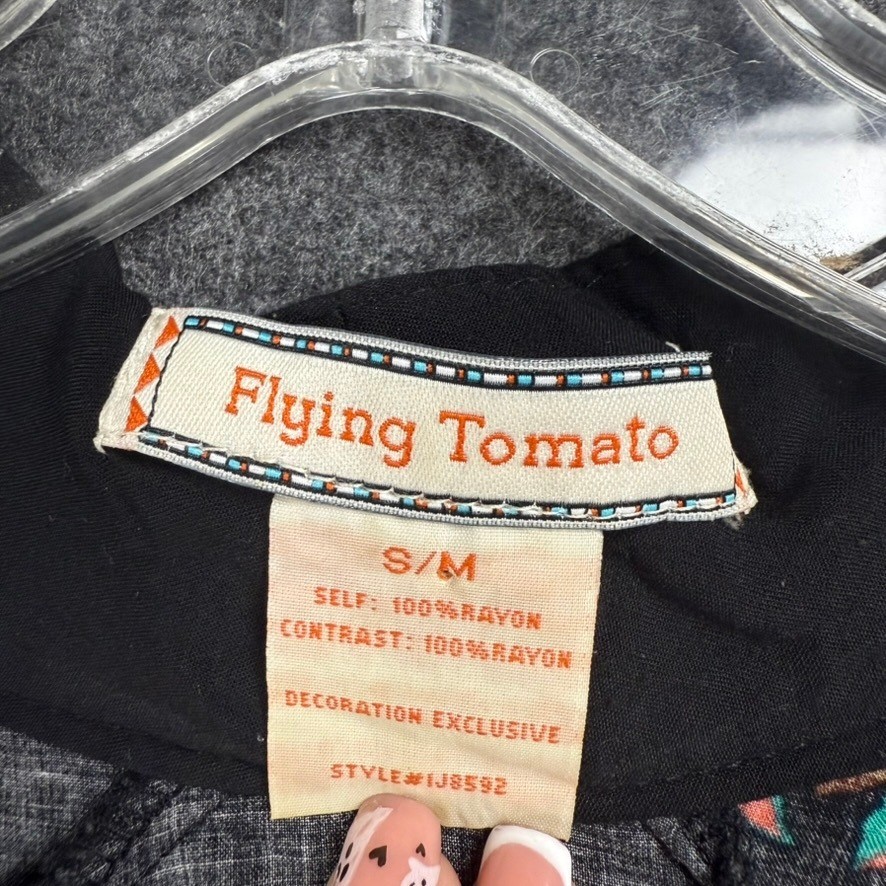 Flying Tomato
S/M
SELF: 100%RAYON
CONTRAST: 100%RAYON
DECORATION EXCLUSIVE
STYLE#IJ8592